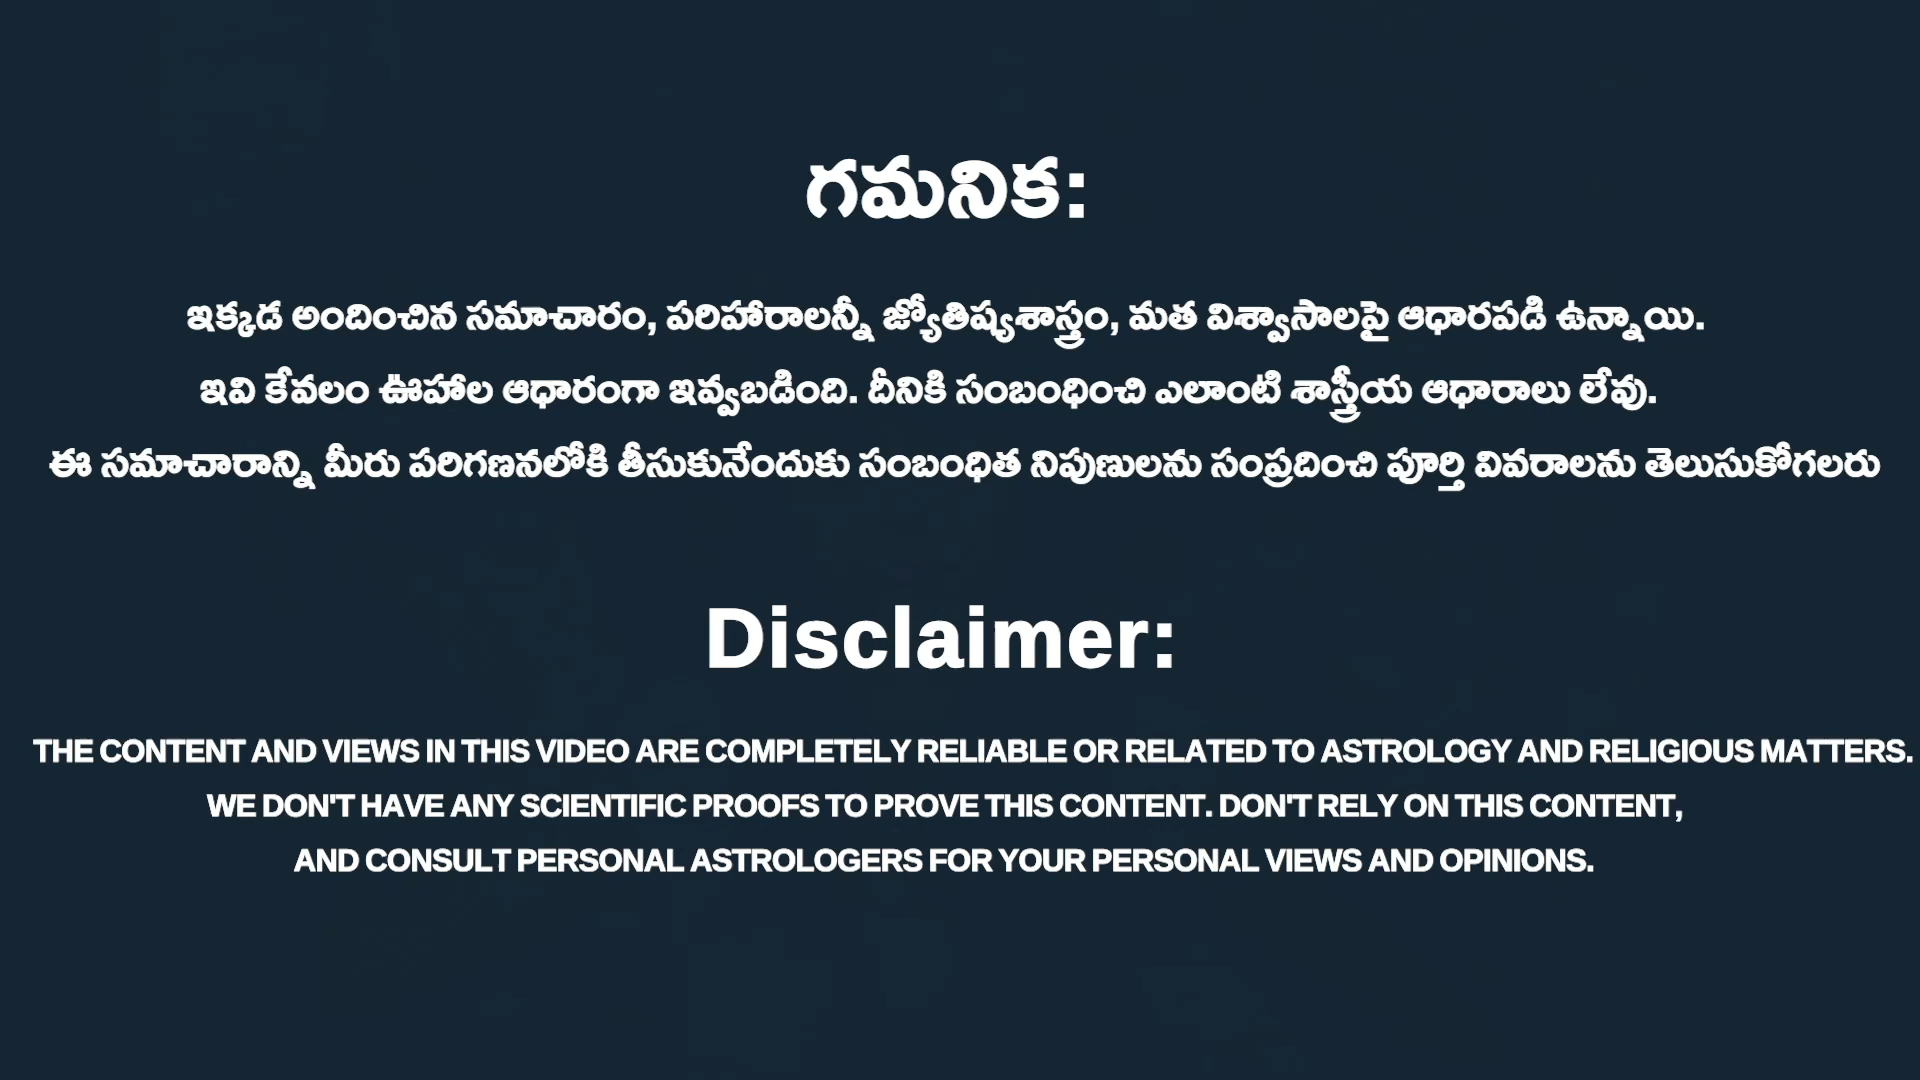 గమనిక:
ఇక్కడ అందించిన సమాచారం, పరిహారాలన్నీ జ్యోతిష్యశాస్త్రం, మత విశ్వాసాలపై ఆధారపడి ఉన్నాయి.
ఇవి కేవలం ఊహాల ఆధారంగా ఇవ్వబడింది. దీనికి సంబంధించి ఎలాంటి శాస్త్రీయ ఆధారాలు లేవు.
ఈ సమాచారాన్ని మీరు పరిగణనలోకి తీసుకునేందుకు సంబంధిత నిపుణులను సంప్రదించి పూర్తి వివరాలను తెలుసుకోగలరు
Disclaimer:
THE CONTENT AND VIEWS IN THIS VIDEO ARE COMPLETELY RELIABLE OR RELATED TO ASTROLOGY AND RELIGIOUS MATTERS.
WE DON'T HAVE ANY SCIENTIFIC PROOFS TO PROVE THIS CONTENT. DON'T RELY ON THIS CONTENT,
AND CONSULT PERSONAL ASTROLOGERS FOR YOUR PERSONAL VIEWS AND OPINIONS.